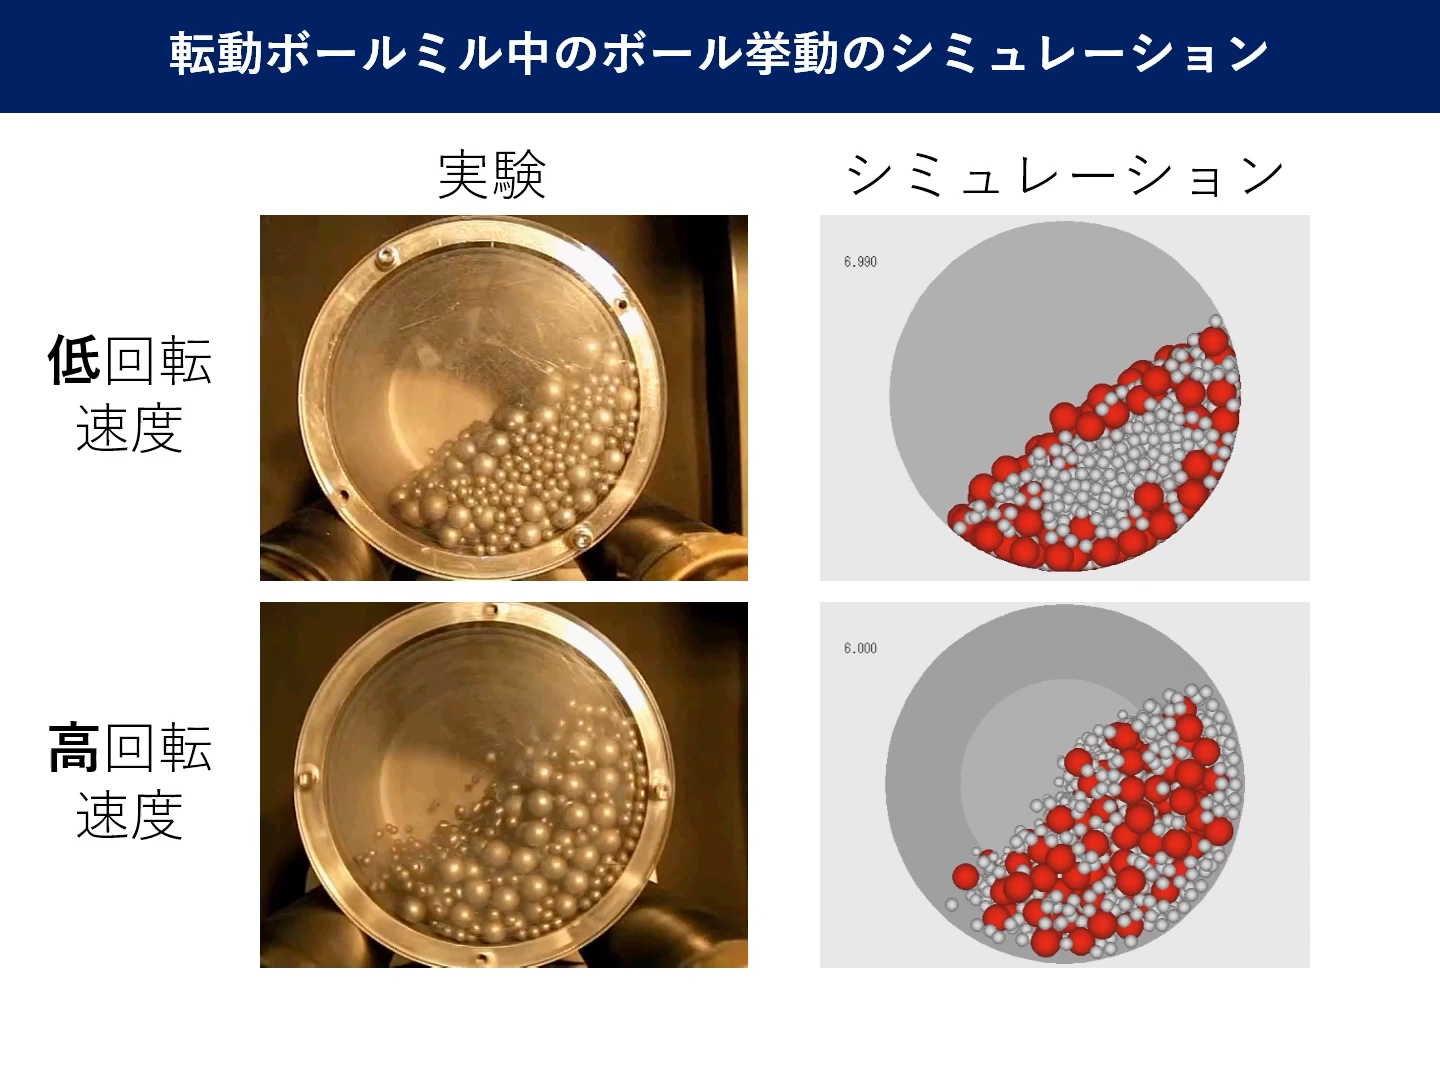 転動ボールミル中のボール挙動のシミュレーション
実験
シミュレーション
低回転
速度
6.990
高回転
速度
6.000